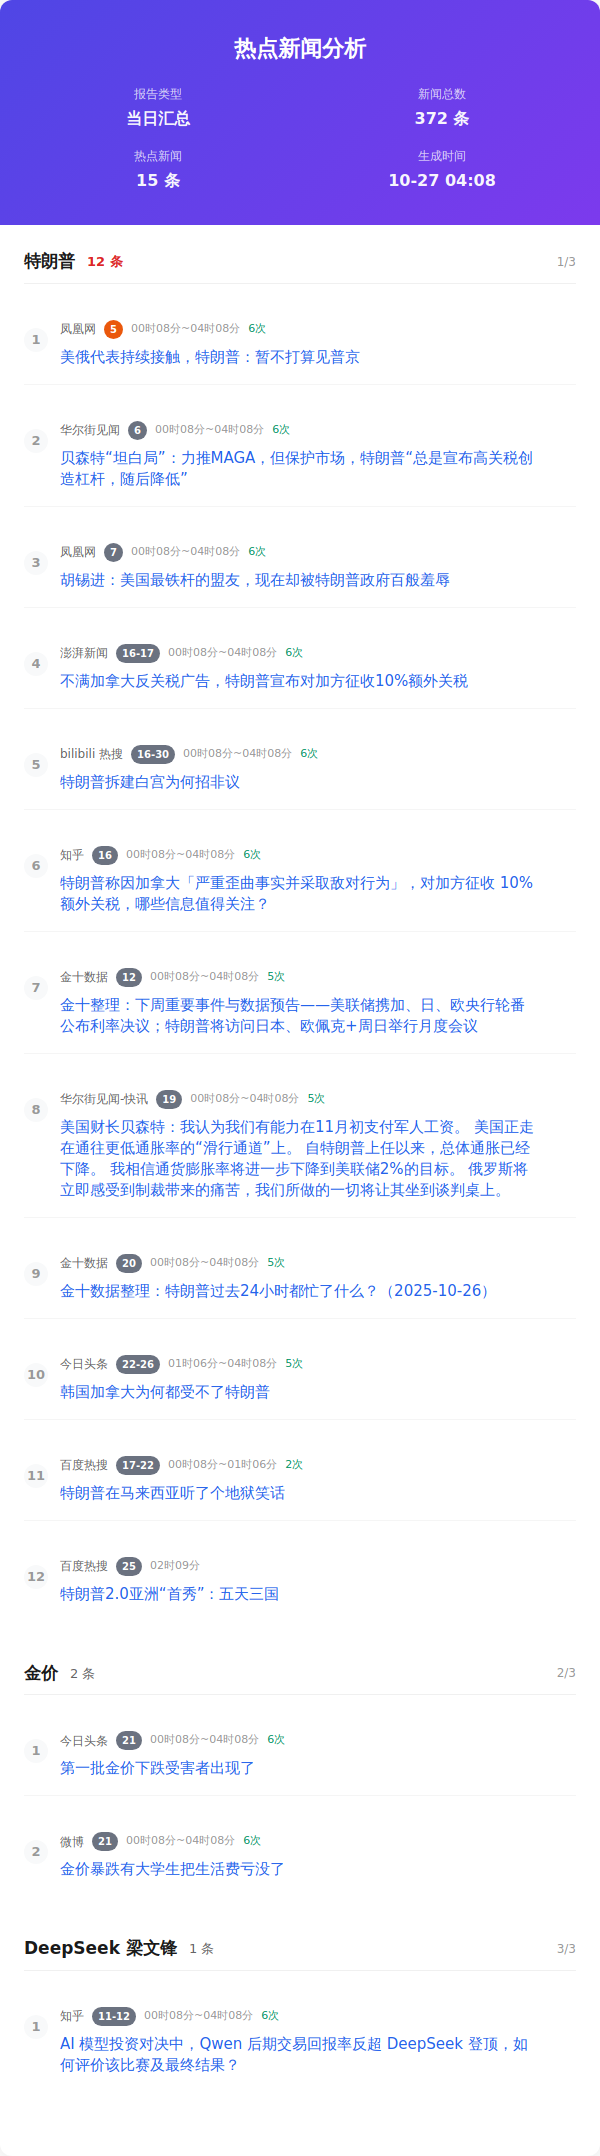 热点新闻分析
报告类型
新闻总数
当日汇总
372 条
热点新闻
生成时间
15 条
10-27 04:08
特朗普 12 条 1/3
1
凤凰网 5 00时08分~04时08分 6次
美俄代表持续接触，特朗普：暂不打算见普京
2
华尔街见闻 6 00时08分~04时08分 6次
贝森特“坦白局”：力推MAGA，但保护市场，特朗普“总是宣布高关税创
造杠杆，随后降低”
3
凤凰网 7 00时08分~04时08分 6次
胡锡进：美国最铁杆的盟友，现在却被特朗普政府百般羞辱
4
澎湃新闻 16-17 00时08分~04时08分 6次
不满加拿大反关税广告，特朗普宣布对加方征收10%额外关税
5
bilibili 热搜 16-30 00时08分~04时08分 6次
特朗普拆建白宫为何招非议
6
知乎 16 00时08分~04时08分 6次
特朗普称因加拿大「严重歪曲事实并采取敌对行为」，对加方征收 10%
额外关税，哪些信息值得关注？
7
金十数据 12 00时08分~04时08分 5次
金十整理：下周重要事件与数据预告——美联储携加、日、欧央行轮番
公布利率决议；特朗普将访问日本、欧佩克+周日举行月度会议
8
华尔街见闻-快讯 19 00时08分~04时08分 5次
美国财长贝森特：我认为我们有能力在11月初支付军人工资。 美国正走
在通往更低通胀率的“滑行通道”上。 自特朗普上任以来，总体通胀已经
下降。 我相信通货膨胀率将进一步下降到美联储2%的目标。 俄罗斯将
立即感受到制裁带来的痛苦，我们所做的一切将让其坐到谈判桌上。
9
金十数据 20 00时08分~04时08分 5次
金十数据整理：特朗普过去24小时都忙了什么？（2025-10-26）
10
今日头条 22-26 01时06分~04时08分 5次
韩国加拿大为何都受不了特朗普
11
百度热搜 17-22 00时08分~01时06分 2次
特朗普在马来西亚听了个地狱笑话
12
百度热搜 25 02时09分
特朗普2.0亚洲“首秀”：五天三国
金价 2 条 2/3
1
今日头条 21 00时08分~04时08分 6次
第一批金价下跌受害者出现了
2
微博 21 00时08分~04时08分 6次
金价暴跌有大学生把生活费亏没了
DeepSeek 梁文锋 1 条 3/3
1
知乎 11-12 00时08分~04时08分 6次
AI 模型投资对决中，Qwen 后期交易回报率反超 DeepSeek 登顶，如
何评价该比赛及最终结果？